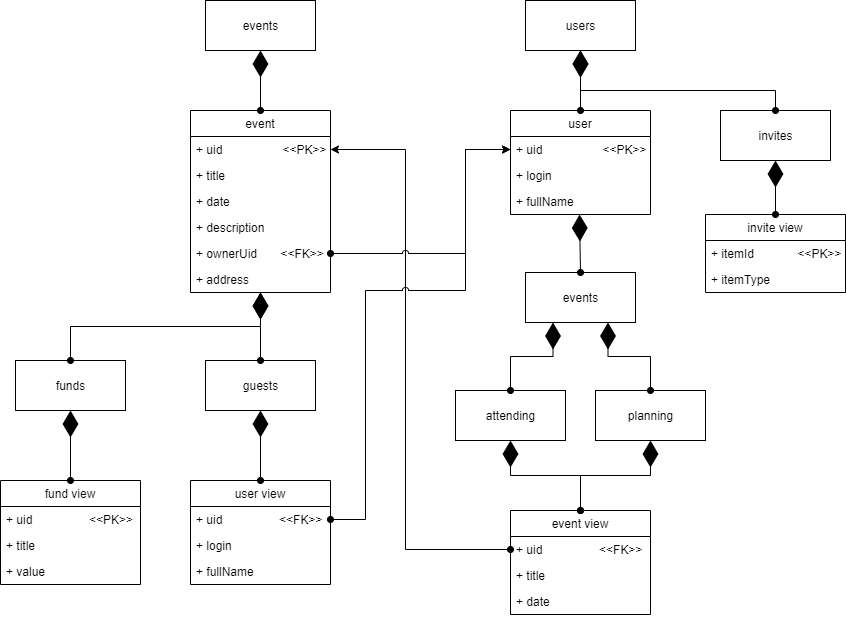 events
users
event
+ uid <<PK>>
+ title
+ date
+ description
+ ownerUid <<FK>>
+ address
user
+ uid <<PK>>
+ login
+ fullName
invites
invite view
+ itemId <<PK>>
+ itemType
events
funds
guests
attending
planning
fund view
+ uid <<PK>>
+ title
+ value
user view
+ uid <<FK>>
+ login
+ fullName
event view
+ uid <<FK>>
+ title
+ date